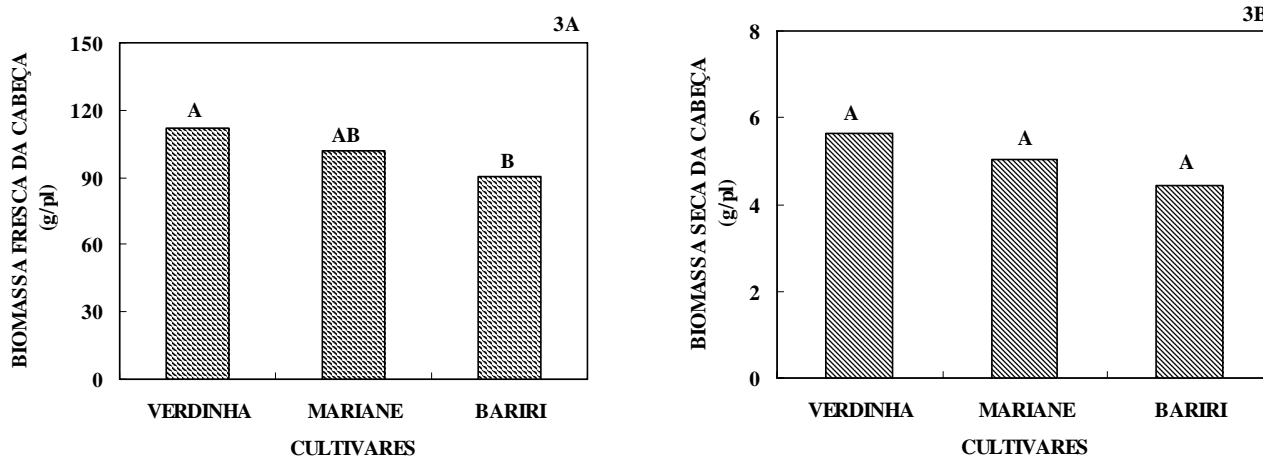 3A
BIOMASSA FRESCA DA CABEÇA
(g/pl)
150
120
90
60
30
0
A
AB
B
VERDINHA MARIANE BARIRI
CULTIVARES
3B
BIOMASSA SECA DA CABEÇA
(g/pl)
8
6
4
2
0
A
A
A
VERDINHA MARIANE BARIRI
CULTIVARES